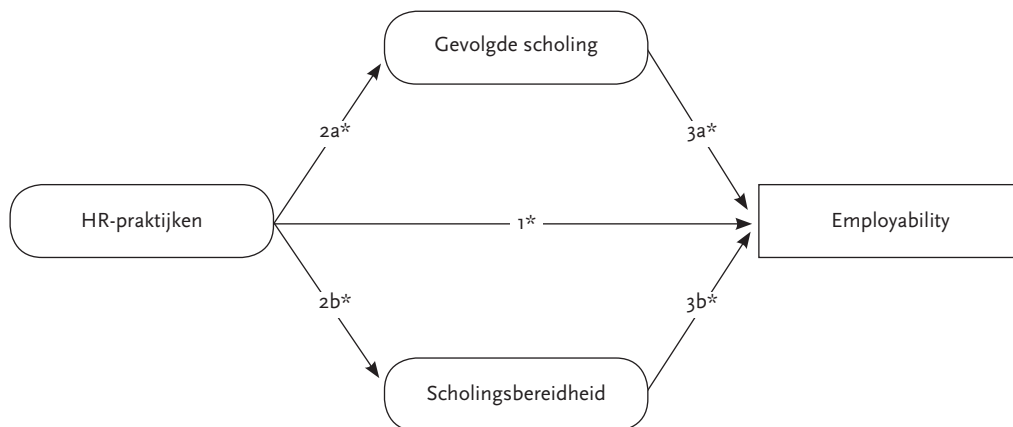 Gevolgde scholing
2a*
3a*
HR-praktijken
1*
Employability
2b*
3b*
Scholingsbereidheid